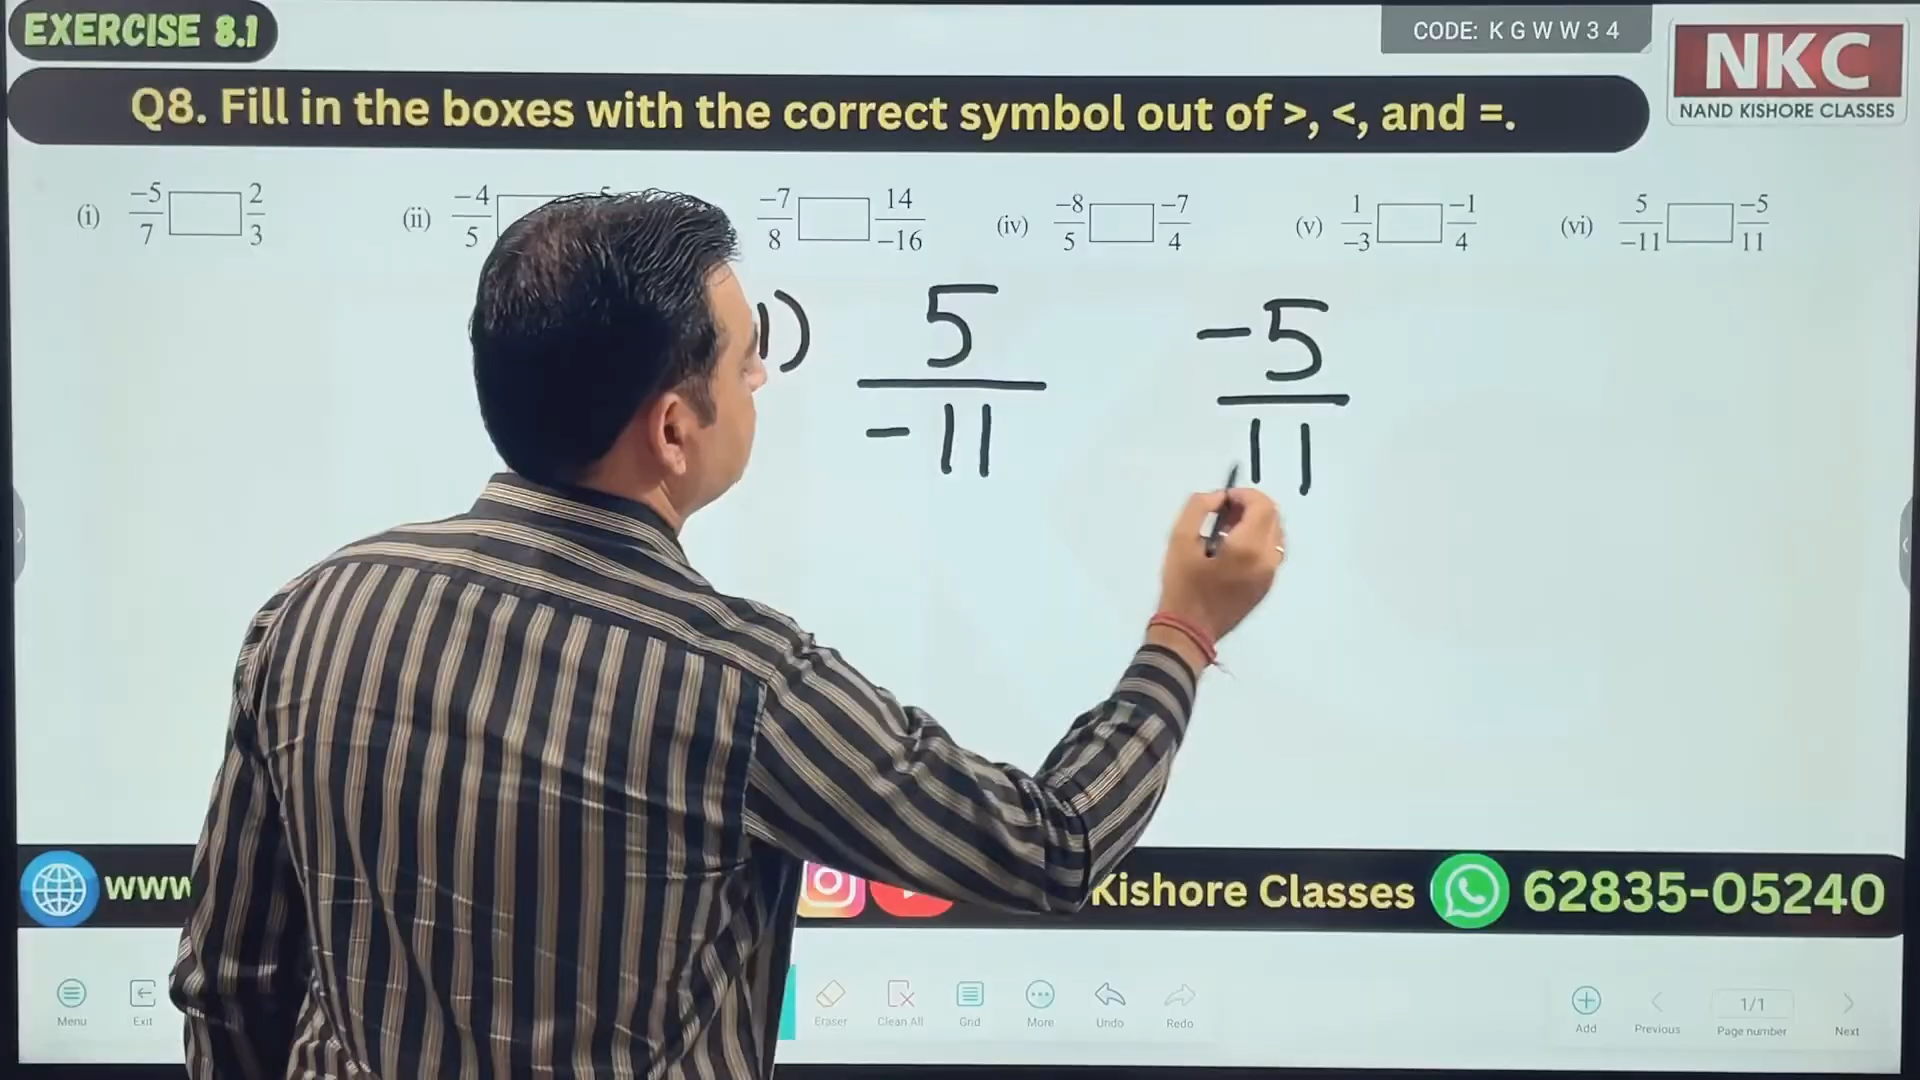 EXERCISE 8.1
CODE: KGWW34
NKC
NAND KISHORE CLASSES
Q8. Fill in the boxes with the correct symbol out of >, <, and =.
(i) -5/7 □ 2/3
(ii) -4/5
-7/8 □ 14/-16
(iv) -8/5 □ -7/4
(v) 1/-3 □ -1/4
(vi) 5/-11 □ -5/11
5/-11
-5/11
Kishore Classes
62835-05240
Menu
Exit
Eraser
Clean All
Grid
More
Undo
Redo
Add
Previous
1/1
Page number
Next